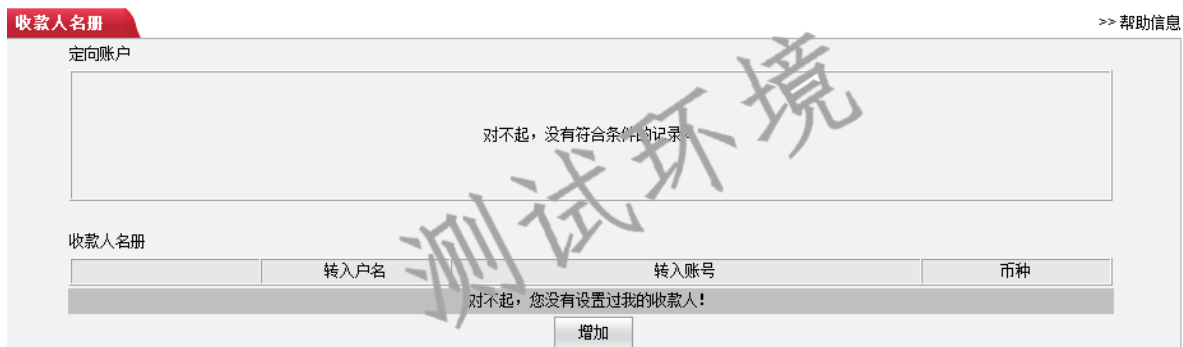 收款人名册
>> 帮助信息
定向账户
对不起，没有符合条件的记录。
收款人名册
转入户名 转入账号 币种
对不起，您没有设置过我的收款人！
增加
测试环境